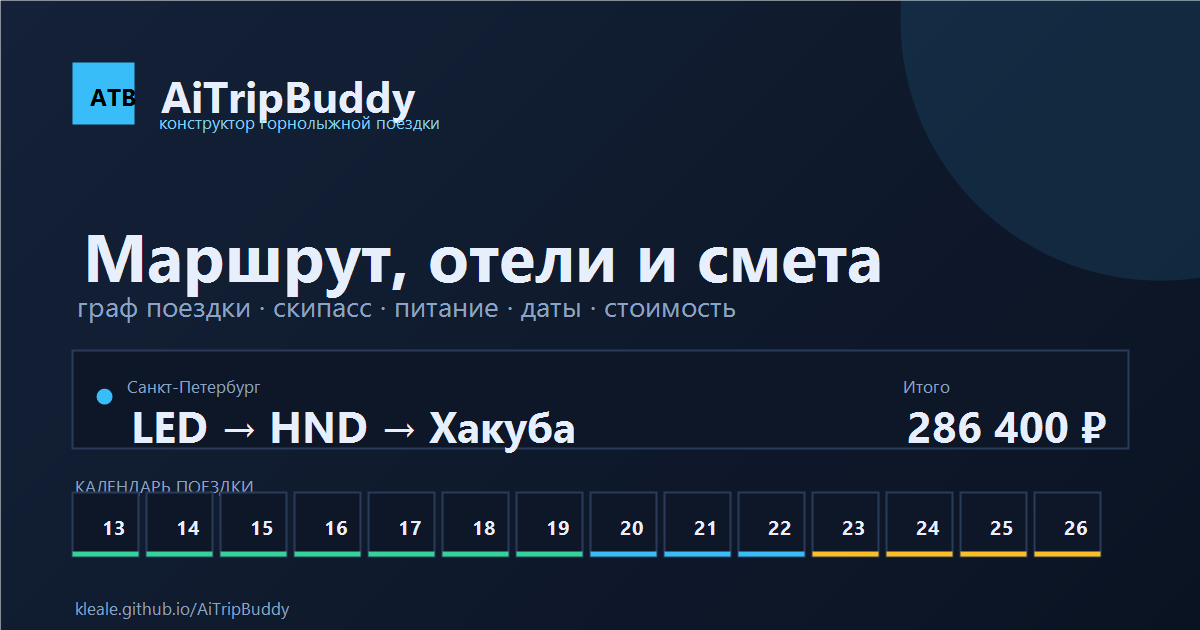 ATB
AiTripBuddy
конструктор горнолыжной поездки
Маршрут, отели и смета
граф поездки · скипасс · питание · даты · стоимость
Санкт-Петербург
Итого
LED → HND → Хакуба
286 400 ₽
КАЛЕНДАРЬ ПОЕЗДКИ
13 14 15 16 17 18 19 20 21 22 23 24 25 26
kleale.github.io/AiTripBuddy